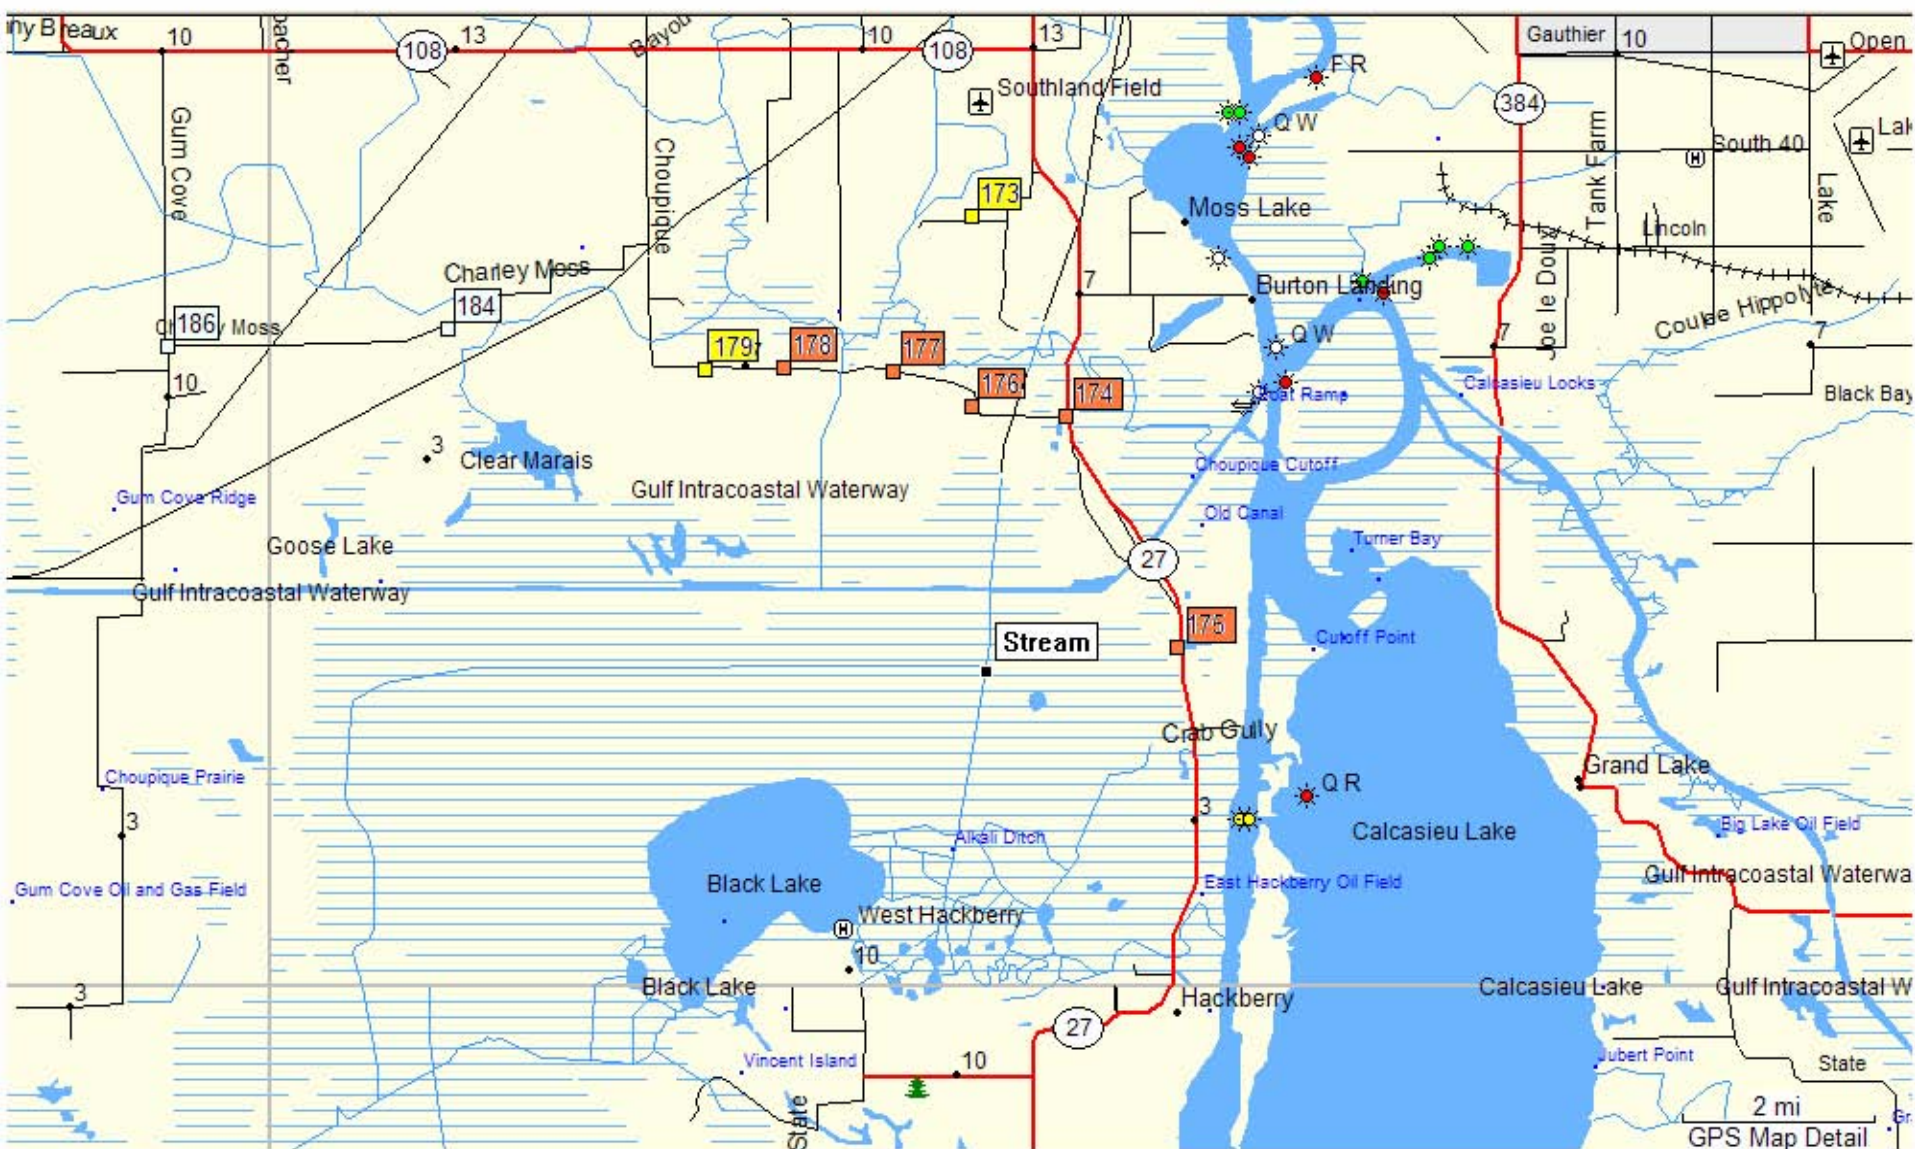 ny Breaux
10
108
13
Bayou
10
108
13
Gauthier
10
Open
F R
Southland Field
384
Gum Cove
Choupique
Q W
Tank Farm
South 40
173
Lake
Moss Lake
Lincoln
Charley Moss
7
Burton Landing
Joe le Doux
Coulee Hippolyte
184
186
Moss
179
178
177
Q W
7
7
10
176
174
Boat Ramp
Calcasieu Locks
Black Bay
3
Clear Marais
Choupique Cutoff
Gum Cove Ridge
Gulf Intracoastal Waterway
Old Canal
Goose Lake
27
Turner Bay
Gulf Intracoastal Waterway
175
Stream
Cutoff Point
Crab Gully
Choupique Prairie
Q R
Grand Lake
3
3
Calcasieu Lake
Big Lake Oil Field
Alkali Ditch
Gum Cove Oil and Gas Field
Black Lake
East Hackberry Oil Field
Gulf Intracoastal Waterwa
West Hackberry
10
3
Black Lake
Hackberry
Calcasieu Lake
Gulf Intracoastal W
27
Vincent Island
10
Jubert Point
State
State
2 mi
GPS Map Detail